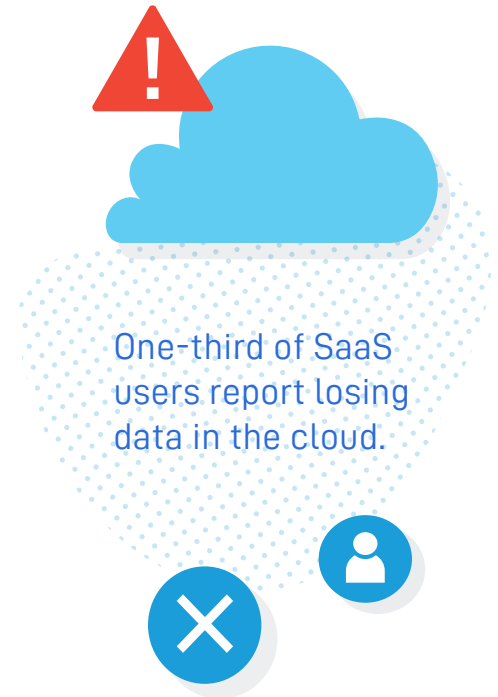 !
One-third of SaaS
users report losing
data in the cloud.